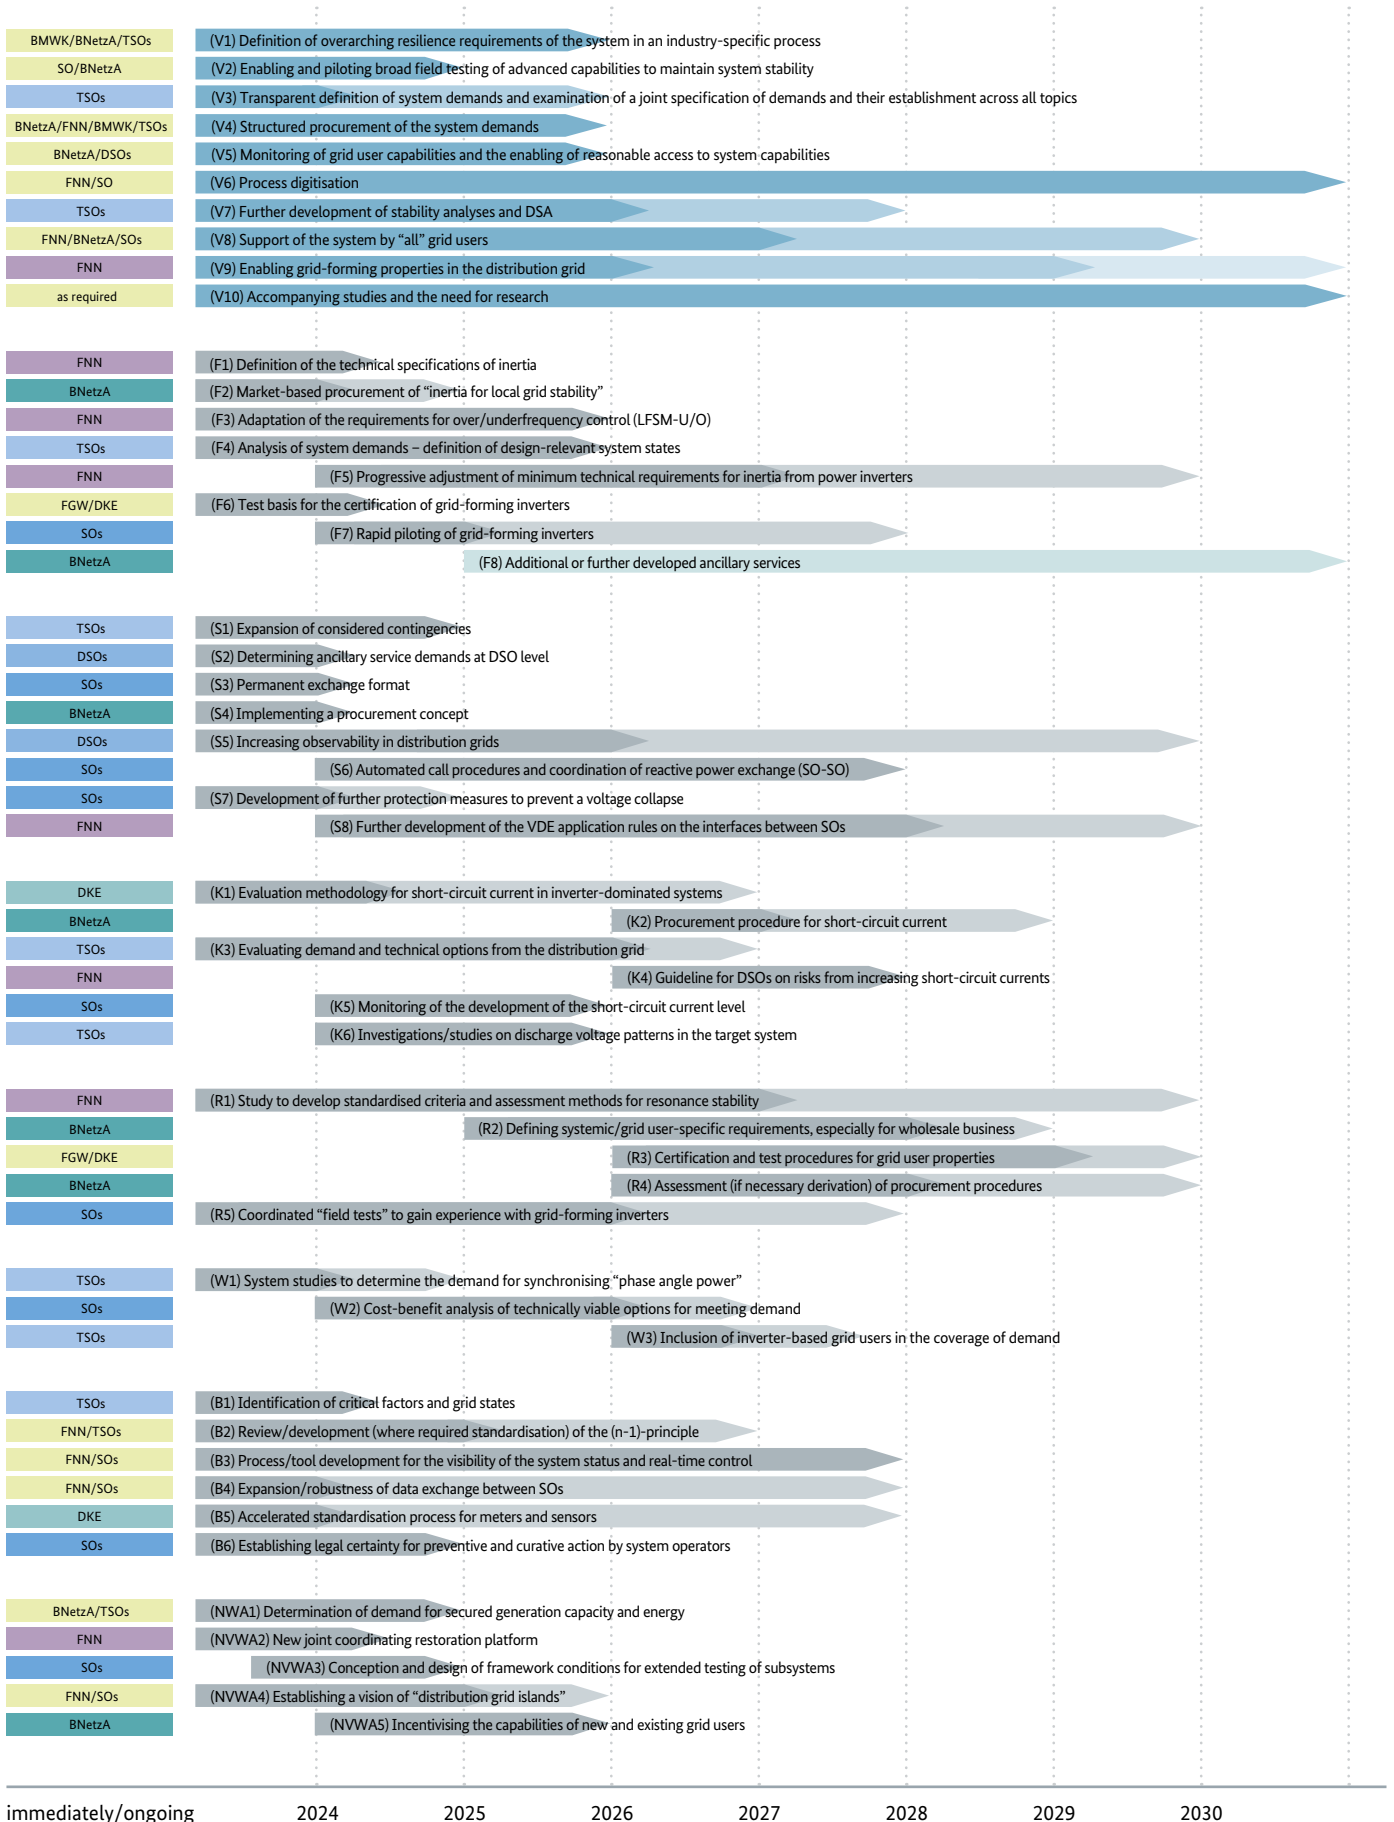 BMWK/BNetzA/TSOs (V1) Definition of overarching resilience requirements of the system in an industry-specific process
SO/BNetzA (V2) Enabling and piloting broad field testing of advanced capabilities to maintain system stability
TSOs (V3) Transparent definition of system demands and examination of a joint specification of demands and their establishment across all topics
BNetzA/FNN/BMWK/TSOs (V4) Structured procurement of the system demands
BNetzA/DSOs (V5) Monitoring of grid user capabilities and the enabling of reasonable access to system capabilities
FNN/SO (V6) Process digitisation
TSOs (V7) Further development of stability analyses and DSA
FNN/BNetzA/SOs (V8) Support of the system by “all” grid users
FNN (V9) Enabling grid-forming properties in the distribution grid
as required (V10) Accompanying studies and the need for research
FNN (F1) Definition of the technical specifications of inertia
BNetzA (F2) Market-based procurement of “inertia for local grid stability”
FNN (F3) Adaptation of the requirements for over/underfrequency control (LFSM-U/O)
TSOs (F4) Analysis of system demands – definition of design-relevant system states
FNN (F5) Progressive adjustment of minimum technical requirements for inertia from power inverters
FGW/DKE (F6) Test basis for the certification of grid-forming inverters
SOs (F7) Rapid piloting of grid-forming inverters
BNetzA (F8) Additional or further developed ancillary services
TSOs (S1) Expansion of considered contingencies
DSOs (S2) Determining ancillary service demands at DSO level
SOs (S3) Permanent exchange format
BNetzA (S4) Implementing a procurement concept
DSOs (S5) Increasing observability in distribution grids
SOs (S6) Automated call procedures and coordination of reactive power exchange (SO-SO)
SOs (S7) Development of further protection measures to prevent a voltage collapse
FNN (S8) Further development of the VDE application rules on the interfaces between SOs
DKE (K1) Evaluation methodology for short-circuit current in inverter-dominated systems
BNetzA (K2) Procurement procedure for short-circuit current
TSOs (K3) Evaluating demand and technical options from the distribution grid
FNN (K4) Guideline for DSOs on risks from increasing short-circuit currents
SOs (K5) Monitoring of the development of the short-circuit current level
TSOs (K6) Investigations/studies on discharge voltage patterns in the target system
FNN (R1) Study to develop standardised criteria and assessment methods for resonance stability
BNetzA (R2) Defining systemic/grid user-specific requirements, especially for wholesale business
FGW/DKE (R3) Certification and test procedures for grid user properties
BNetzA (R4) Assessment (if necessary derivation) of procurement procedures
SOs (R5) Coordinated “field tests” to gain experience with grid-forming inverters
TSOs (W1) System studies to determine the demand for synchronising “phase angle power”
SOs (W2) Cost-benefit analysis of technically viable options for meeting demand
TSOs (W3) Inclusion of inverter-based grid users in the coverage of demand
TSOs (B1) Identification of critical factors and grid states
FNN/TSOs (B2) Review/development (where required standardisation) of the (n-1)-principle
FNN/SOs (B3) Process/tool development for the visibility of the system status and real-time control
FNN/SOs (B4) Expansion/robustness of data exchange between SOs
DKE (B5) Accelerated standardisation process for meters and sensors
SOs (B6) Establishing legal certainty for preventive and curative action by system operators
BNetzA/TSOs (NWA1) Determination of demand for secured generation capacity and energy
FNN (NVWA2) New joint coordinating restoration platform
SOs (NVWA3) Conception and design of framework conditions for extended testing of subsystems
FNN/SOs (NVWA4) Establishing a vision of “distribution grid islands”
BNetzA (NVWA5) Incentivising the capabilities of new and existing grid users
immediately/ongoing 2024 2025 2026 2027 2028 2029 2030